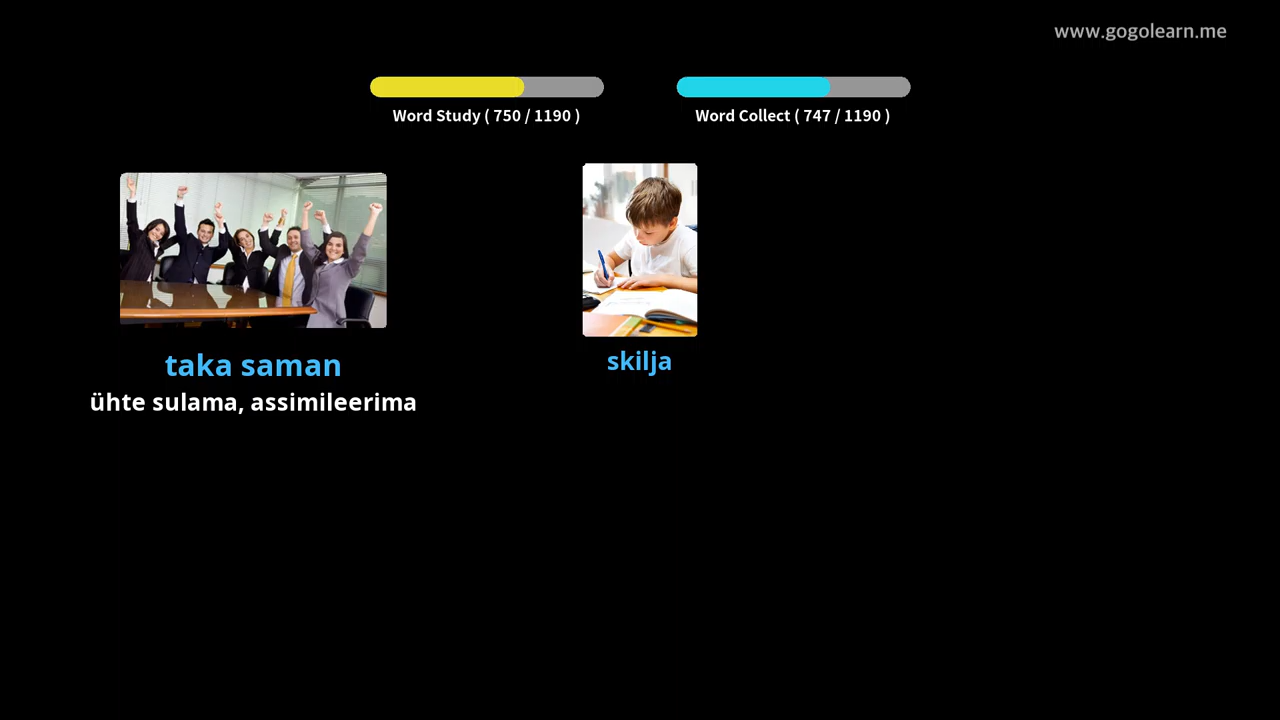 www.gogolearn.me
Word Study ( 750 / 1190 )
Word Collect ( 747 / 1190 )
taka saman
ühte sulama, assimileerima
skilja